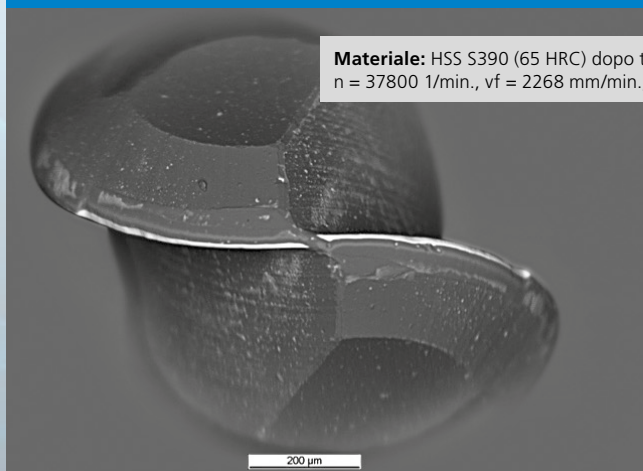 Materiale: HSS S390 (65 HRC) dopo
n = 37800 1/min., vf = 2268 mm/min.
200 µm